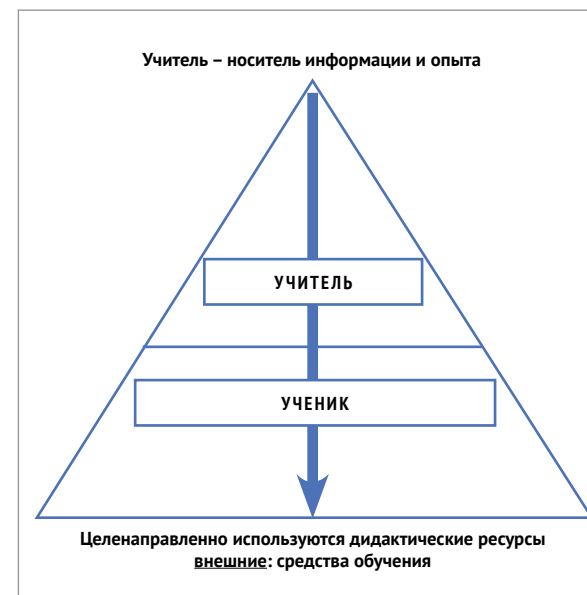 Учитель – носитель информации и опыта
УЧИТЕЛЬ
УЧЕНИК
Целенаправленно используются дидактические ресурсы
внешние: средства обучения